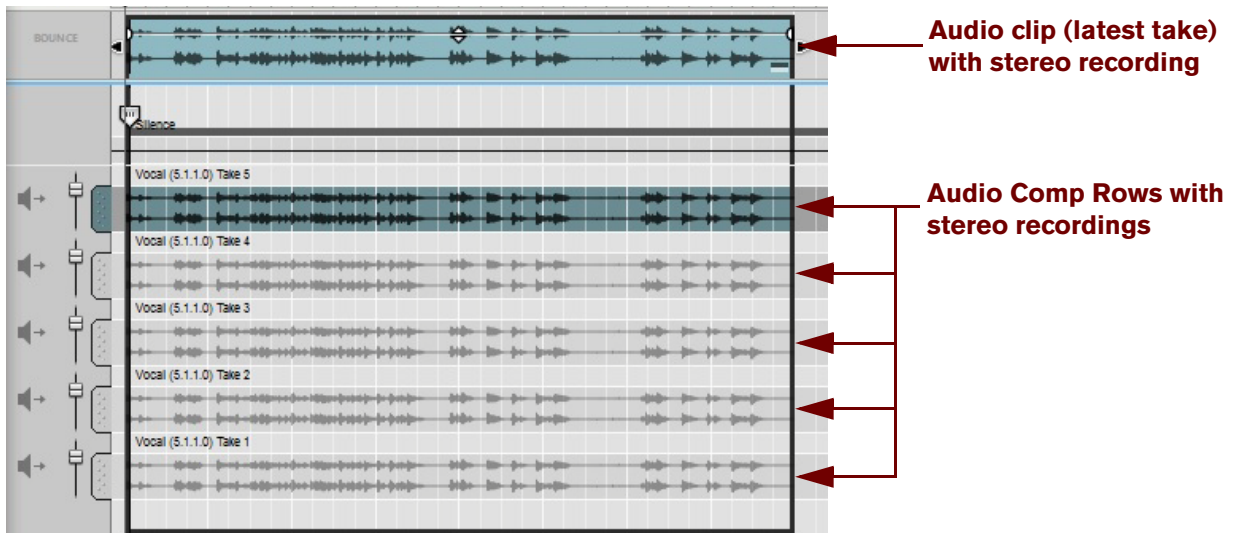 BOUNCE
Audio clip (latest take)
with stereo recording
Silence
Vocal (5.1.1.0) Take 5
Audio Comp Rows with
stereo recordings
Vocal (5.1.1.0) Take 4
Vocal (5.1.1.0) Take 3
Vocal (5.1.1.0) Take 2
Vocal (5.1.1.0) Take 1